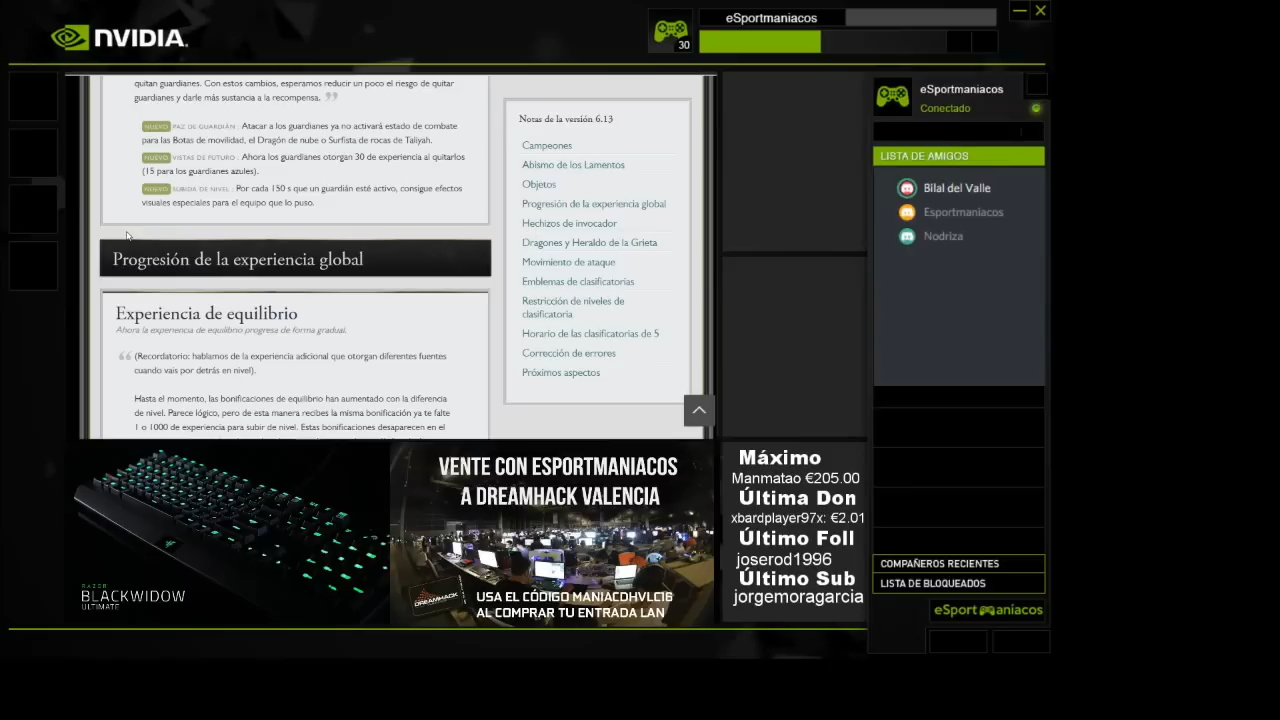 NVIDIA.
30
eSportmaniacos
quitan guardianes. Con estos cambios, esperamos reducir un poco el riesgo de quitar
guardianes y darle más sustancia a la recompensa.
NUEVO PAZ DE GUARDIÁN : Atacar a los guardianes ya no activará estado de combate
para las Botas de movilidad, el Dragón de nube o Surfista de rocas de Taliyah.
NUEVO VISTAS DE FUTURO : Ahora los guardianes otorgan 30 de experiencia al quitarlos
(15 para los guardianes azules).
NUEVO SUBIDA DE NIVEL : Por cada 150 s que un guardián esté activo, consigue efectos
visuales especiales para el equipo que lo puso.
Progresión de la experiencia global
Experiencia de equilibrio
Ahora la experiencia de equilibrio progresa de forma gradual.
(Recordatorio: hablamos de la experiencia adicional que otorgan diferentes fuentes
cuando vais por detrás en nivel).
Hasta el momento, las bonificaciones de equilibrio han aumentado con la diferencia
de nivel. Parece lógico, pero de esta manera recibes la misma bonificación ya te falte
1 o 1000 de experiencia para subir de nivel. Estas bonificaciones desaparecen en el
Notas de la versión 6.13
Campeones
Abismo de los Lamentos
Objetos
Progresión de la experiencia global
Hechizos de invocador
Dragones y Heraldo de la Grieta
Movimiento de ataque
Emblemas de clasificatorias
Restricción de niveles de
clasificatoria
Horario de las clasificatorias de 5
Corrección de errores
Próximos aspectos
eSportmaniacos
Conectado
LISTA DE AMIGOS
Bilal del Valle
Esportmaniacos
Nodriza
RAZER
BLACKWIDOW
ULTIMATE
VENTE CON ESPORTMANIACOS
A DREAMHACK VALENCIA
DREAMHACK
USA EL CÓDIGO MANIACDHVLC16
AL COMPRAR TU ENTRADA LAN
Máximo
Manmatao €205.00
Última Don
xbardplayer97x: €2.01
Último Foll
joserod1996
Último Sub
jorgemoragarcia
COMPAÑEROS RECIENTES
LISTA DE BLOQUEADOS
eSportmaníacos